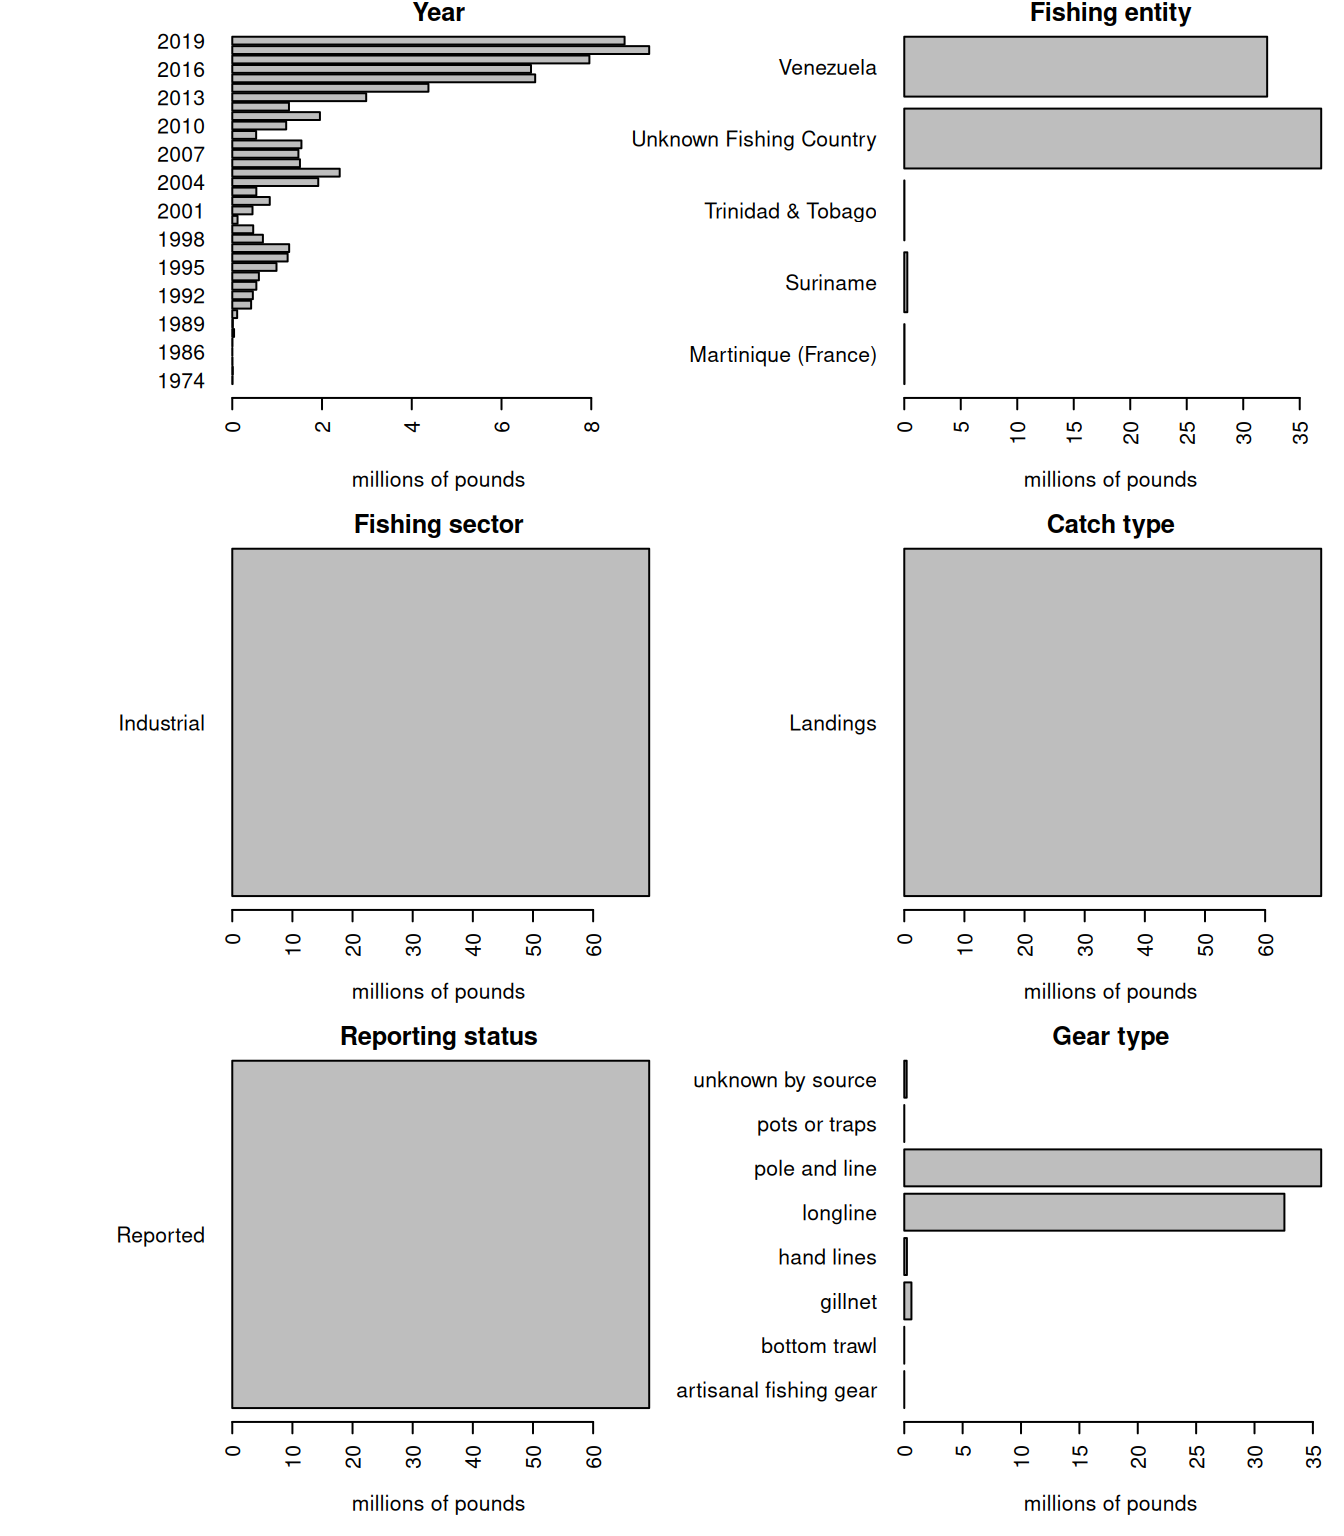 Year
2019
2016
2013
2010
2007
2004
2001
1998
1995
1992
1989
1986
1974
0 2 4 6 8
millions of pounds
Fishing entity
Venezuela
Unknown Fishing Country
Trinidad & Tobago
Suriname
Martinique (France)
0 5 10 15 20 25 30 35
millions of pounds
Fishing sector
Industrial
0 10 20 30 40 50 60
millions of pounds
Catch type
Landings
0 10 20 30 40 50 60
millions of pounds
Reporting status
Reported
0 10 20 30 40 50 60
millions of pounds
Gear type
unknown by source
pots or traps
pole and line
longline
hand lines
gillnet
bottom trawl
artisanal fishing gear
0 5 10 15 20 25 30 35
millions of pounds